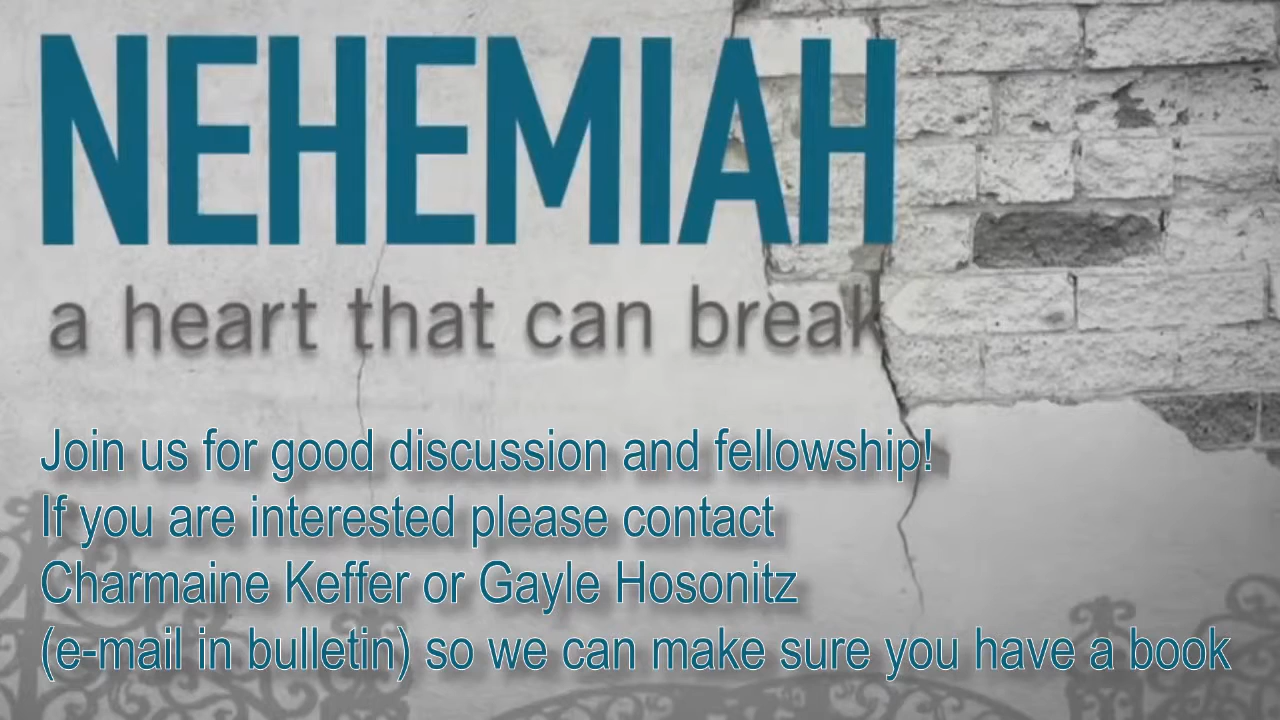 NEHEMIAH
a heart that can break
Join us for good discussion and fellowship!
If you are interested please contact
Charmaine Keffer or Gayle Hosonitz
(e-mail in bulletin) so we can make sure you have a book